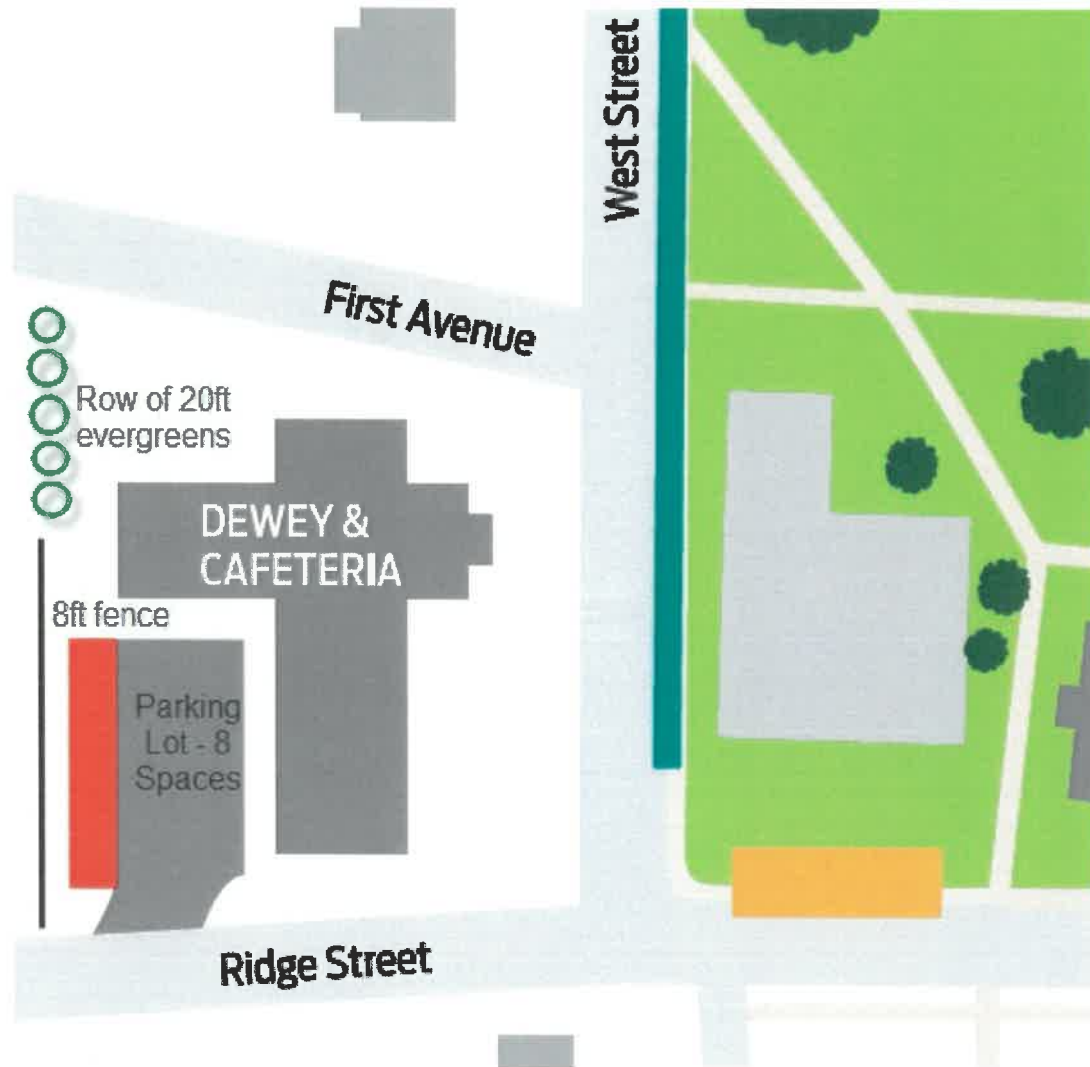 West Street
First Avenue
Row of 20ft
evergreens
DEWEY &
CAFETERIA
8ft fence
Parking
Lot - 8
Spaces
Ridge Street